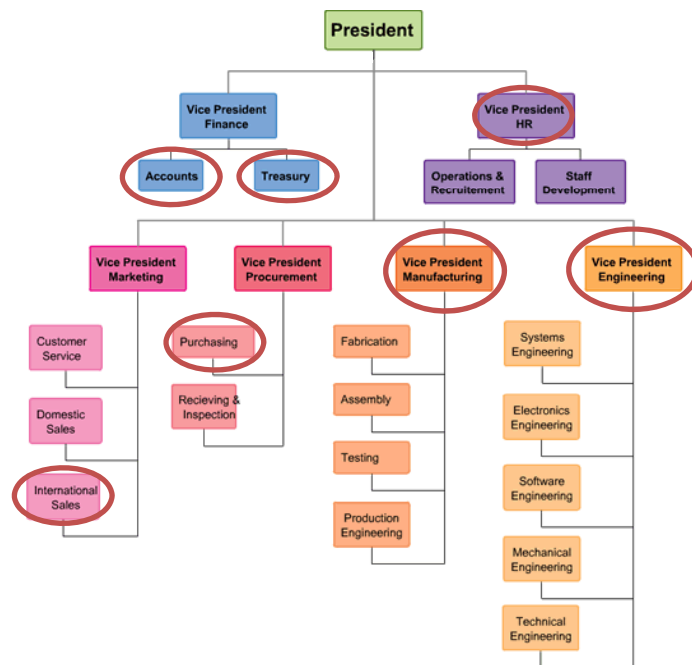 President
Vice President
Finance
Vice President
HR
Accounts
Treasury
Operations &
Recruitement
Staff
Development
Vice President
Marketing
Vice President
Procurement
Vice President
Manufacturing
Vice President
Engineering
Customer
Service
Domestic
Sales
International
Sales
Purchasing
Recieving &
Inspection
Fabrication
Assembly
Testing
Production
Engineering
Systems
Engineering
Electronics
Engineering
Software
Engineering
Mechanical
Engineering
Technical
Engineering